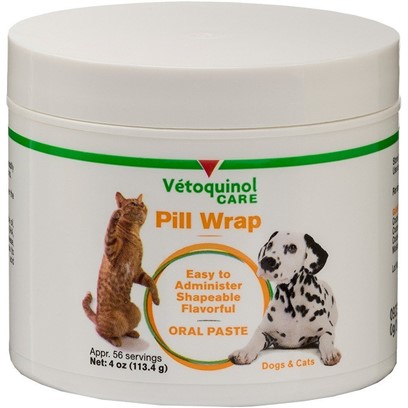 Vétoquinol
CARE
Pill Wrap
Easy to
Administer
Shapeable
Flavorful
ORAL PASTE
Appr. 56 servings
Net: 4 oz (113.4 g)
Dogs & Cats